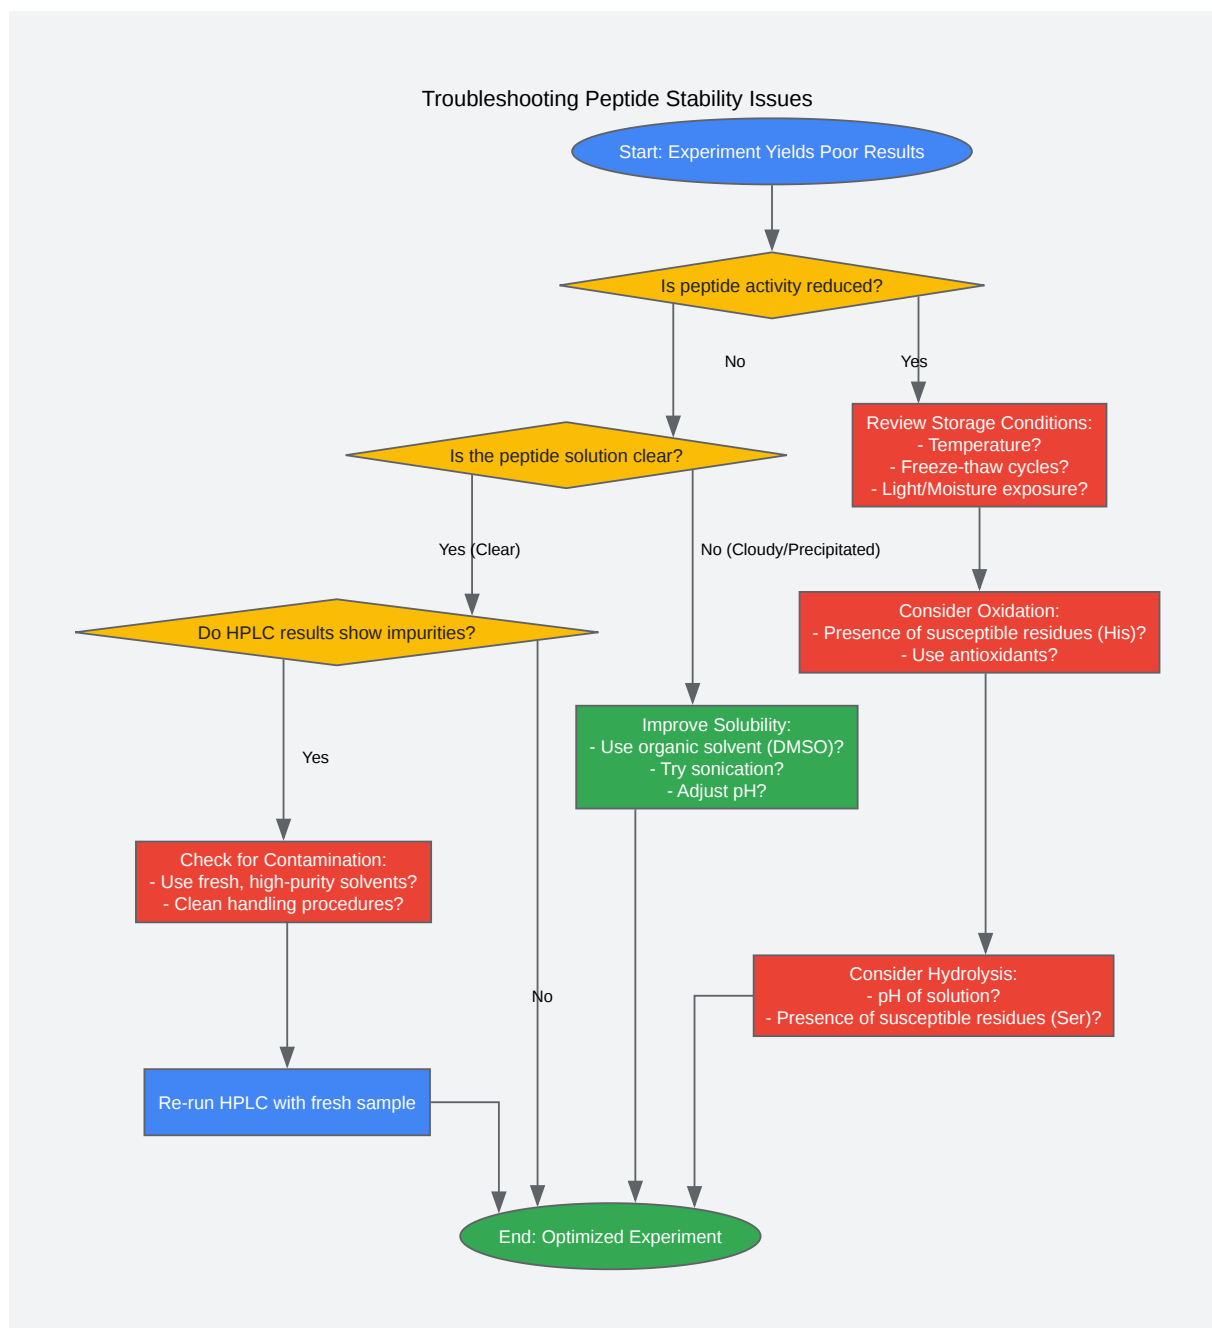 Troubleshooting Peptide Stability Issues
Start: Experiment Yields Poor Results
Is peptide activity reduced?
No
Yes
Review Storage Conditions:
- Temperature?
- Freeze-thaw cycles?
- Light/Moisture exposure?
Is the peptide solution clear?
Yes (Clear)
No (Cloudy/Precipitated)
Consider Oxidation:
- Presence of susceptible residues (His)?
- Use antioxidants?
Do HPLC results show impurities?
Improve Solubility:
- Use organic solvent (DMSO)?
- Try sonication?
- Adjust pH?
Yes
Check for Contamination:
- Use fresh, high-purity solvents?
- Clean handling procedures?
No
Consider Hydrolysis:
- pH of solution?
- Presence of susceptible residues (Ser)?
Re-run HPLC with fresh sample
End: Optimized Experiment